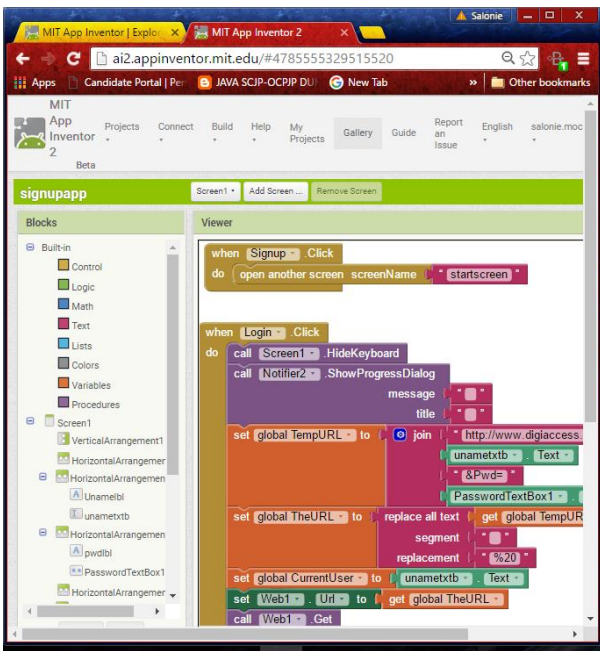 Salonie
MIT App Inventor | Explo
MIT App Inventor 2
ai2.appinventor.mit.edu/#4785555329515520
Apps
Candidate Portal | Per
JAVA SCJP-OCPJP DU
New Tab
»
Other bookmarks
MIT
App
Inventor
2
Beta
Projects
Connect
Build
Help
My
Projects
Gallery
Guide
Report
an
Issue
English
salonie.moc
signupapp
Screen1
Add Screen ...
Remove Screen
Blocks
Viewer
Built-in
Control
Logic
Math
Text
Lists
Colors
Variables
Procedures
Screen1
VerticalArrangement1
HorizontalArrangemer
HorizontalArrangemen
Unamelbl
unametxtb
HorizontalArrangemen
pwdlbl
PasswordTextBox1
HorizontalArrangemer
when Signup .Click
do open another screen screenName " startscreen "
when Login .Click
do call Screen1 .HideKeyboard
call Notifier2 .ShowProgressDialog
message " "
title " "
set global TempURL to join " http://www.digiaccess.
unametxtb . Text
" &Pwd= "
PasswordTextBox1 .
set global TheURL to replace all text get global TempUR
segment " "
replacement " %20 "
set global CurrentUser to unametxtb . Text
set Web1 . Url to get global TheURL
call Web1 .Get